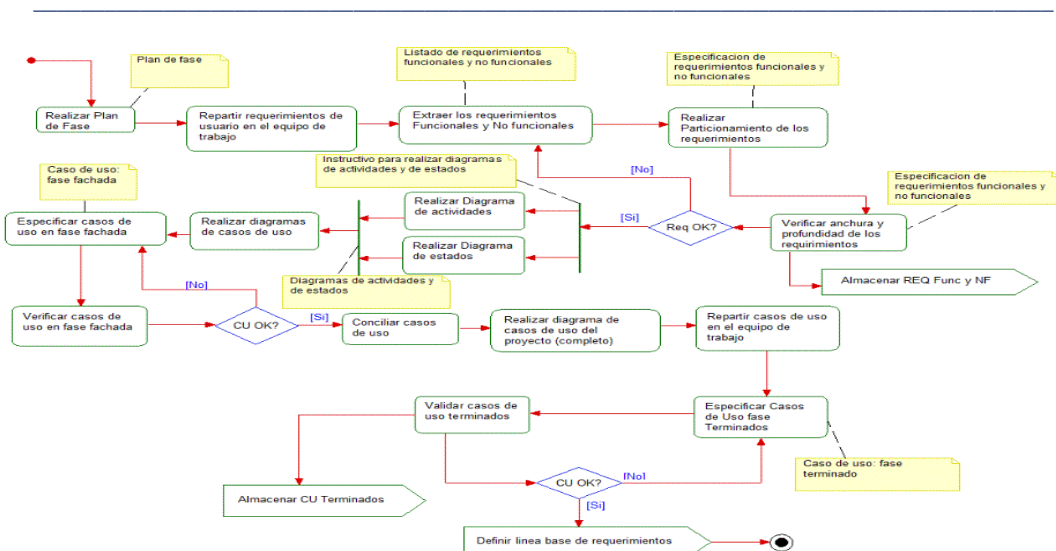 Plan de fase
Listado de requerimientos
funcionales y no funcionales
Especificacion de
requerimientos funcionales y
no funcionales
Realizar Plan
de Fase
Repartir requerimientos de
usuario en el equipo de
trabajo
Extraer los requerimientos
Funcionales y No funcionales
Realizar
Particionamiento de los
requerimientos
Caso de uso:
fase fachada
Instructivo para realizar diagramas
de actividades y de estados
[No]
Especificacion de
requerimientos funcionales y
no funcionales
Especificar casos de
uso en fase fachada
Realizar diagramas
de casos de uso
Realizar Diagrama
de actividades
Realizar Diagrama
de estados
[Si]
Req OK?
Verificar anchura y
profundidad de los
requirimientos
Diagramas de actividades y
de estados
Almacenar REQ Func y NF
[No]
Verificar casos de
uso en fase fachada
CU OK?
[Si]
Conciliar casos
de uso
Realizar diagrama de
casos de uso del
proyecto (completo)
Repartir casos de uso
en el equipo de
trabajo
Validar casos de
uso terminados
Especificar Casos
de Uso fase
Terminados
Caso de uso: fase
terminado
Almacenar CU Terminados
CU OK?
[No]
[Si]
Definir linea base de requerimientos